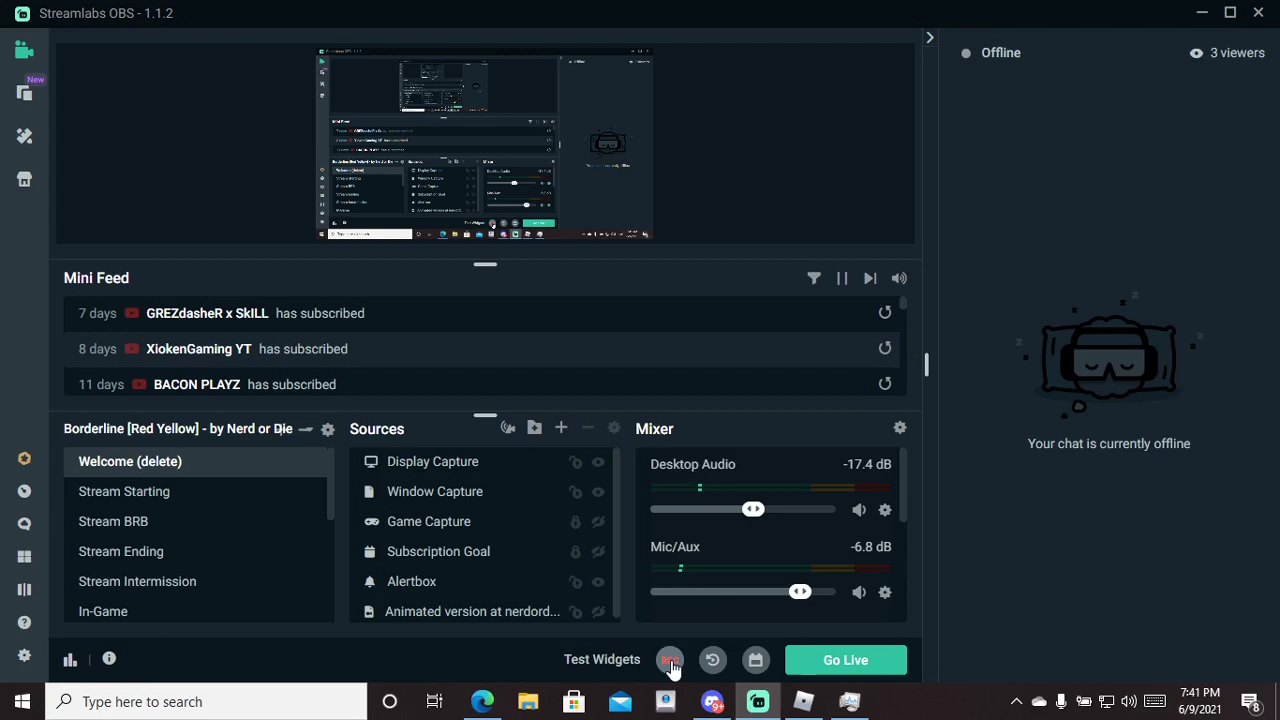 Streamlabs OBS - 1.1.2
New
Offline
3 viewers
Mini Feed
7 days GREZdasheR x SkILL has subscribed
8 days XiokenGaming YT has subscribed
11 days BACON PLAYZ has subscribed
Borderline [Red Yellow] - by Nerd or Die
Welcome (delete)
Stream Starting
Stream BRB
Stream Ending
Stream Intermission
In-Game
Sources
Display Capture
Window Capture
Game Capture
Subscription Goal
Alertbox
Animated version at nerdord...
Mixer
Desktop Audio -17.4 dB
Mic/Aux -6.8 dB
Your chat is currently offline
Test Widgets
REC
Go Live
Type here to search
9+
7:41 PM
6/9/2021
8